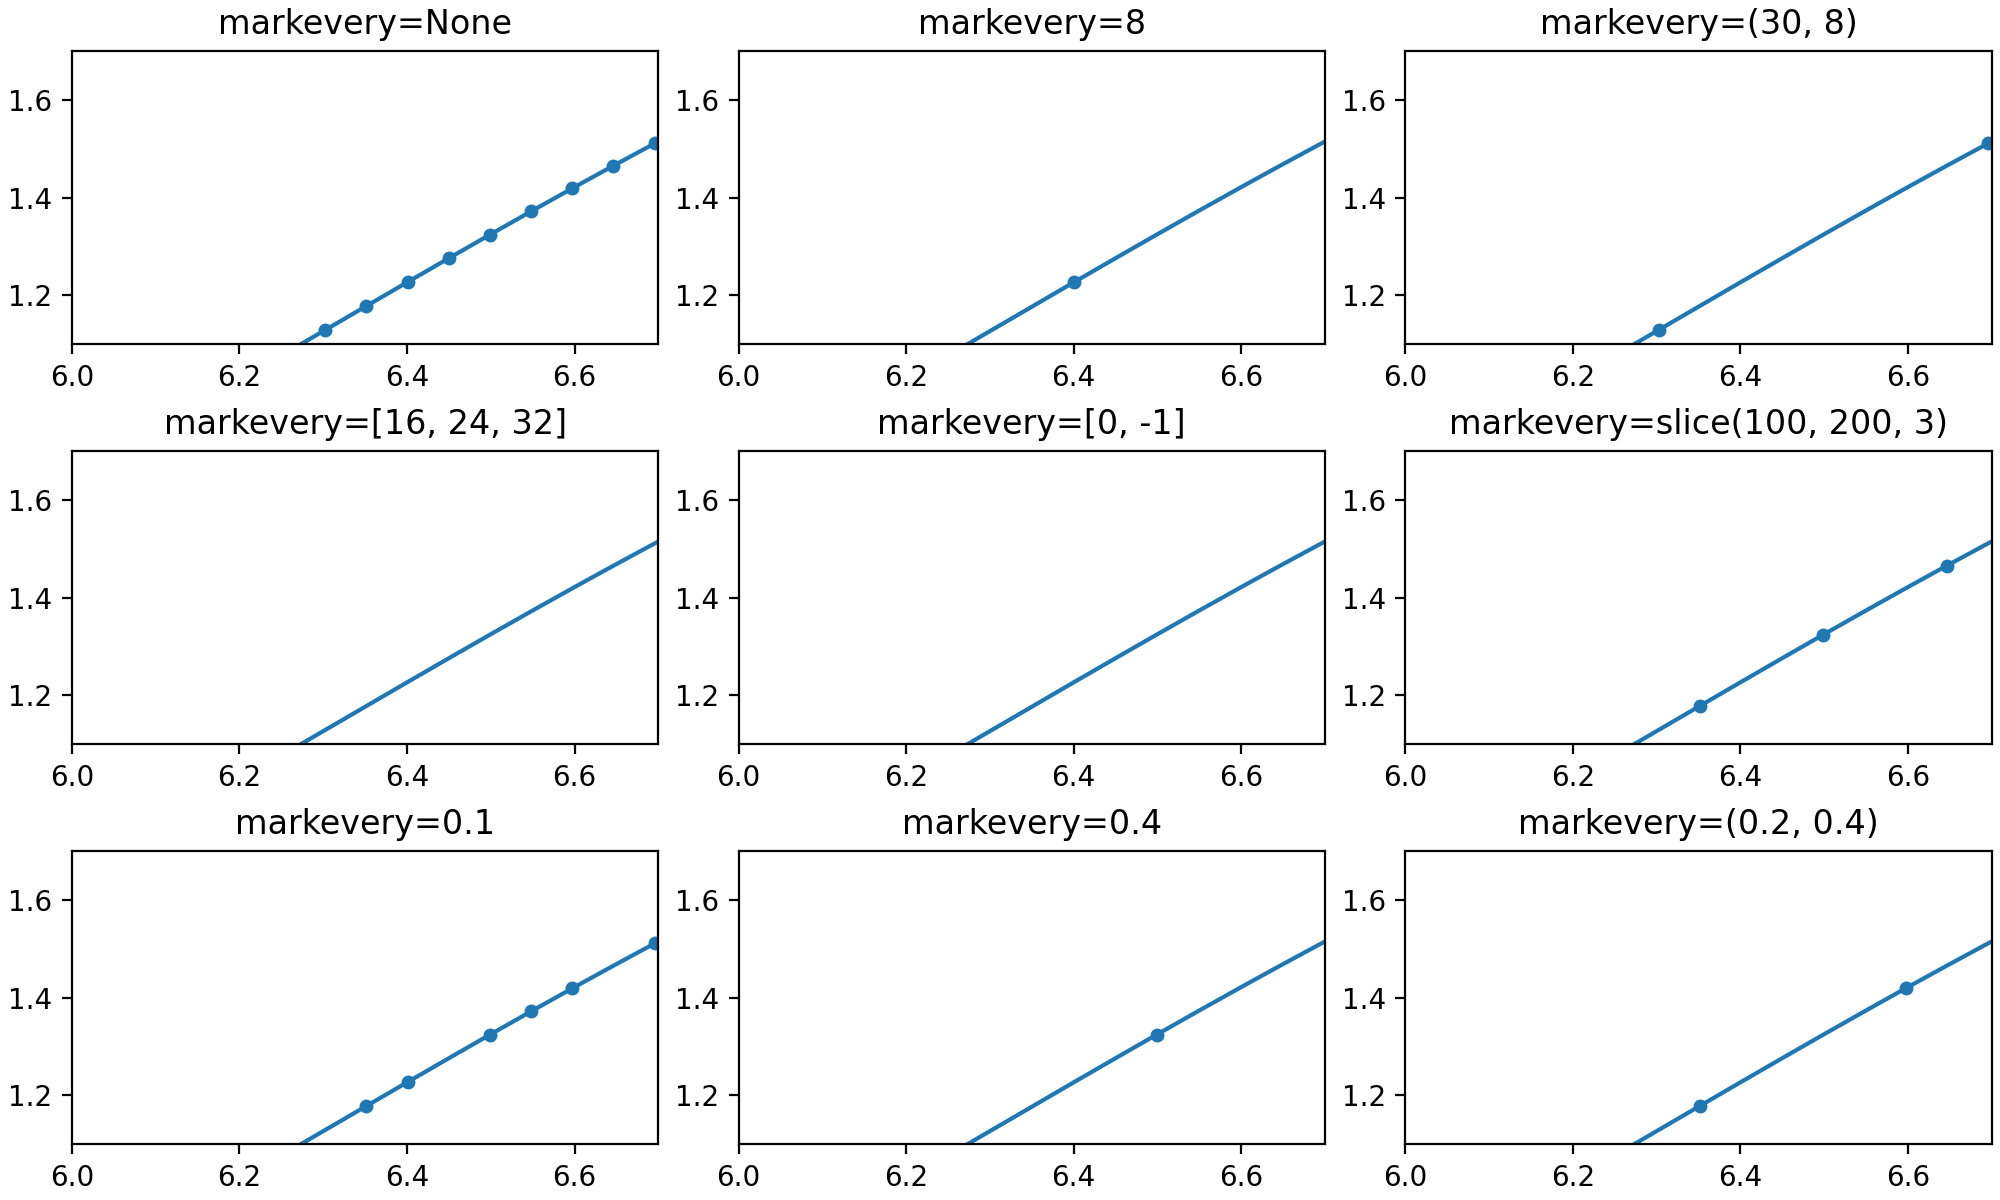 markevery=None markevery=8 markevery=(30, 8)
1.6 1.6 1.6
1.4 1.4 1.4
1.2 1.2 1.2
6.0 6.2 6.4 6.6 6.0 6.2 6.4 6.6 6.0 6.2 6.4 6.6
markevery=[16, 24, 32] markevery=[0, -1] markevery=slice(100, 200, 3)
1.6 1.6 1.6
1.4 1.4 1.4
1.2 1.2 1.2
6.0 6.2 6.4 6.6 6.0 6.2 6.4 6.6 6.0 6.2 6.4 6.6
markevery=0.1 markevery=0.4 markevery=(0.2, 0.4)
1.6 1.6 1.6
1.4 1.4 1.4
1.2 1.2 1.2
6.0 6.2 6.4 6.6 6.0 6.2 6.4 6.6 6.0 6.2 6.4 6.6